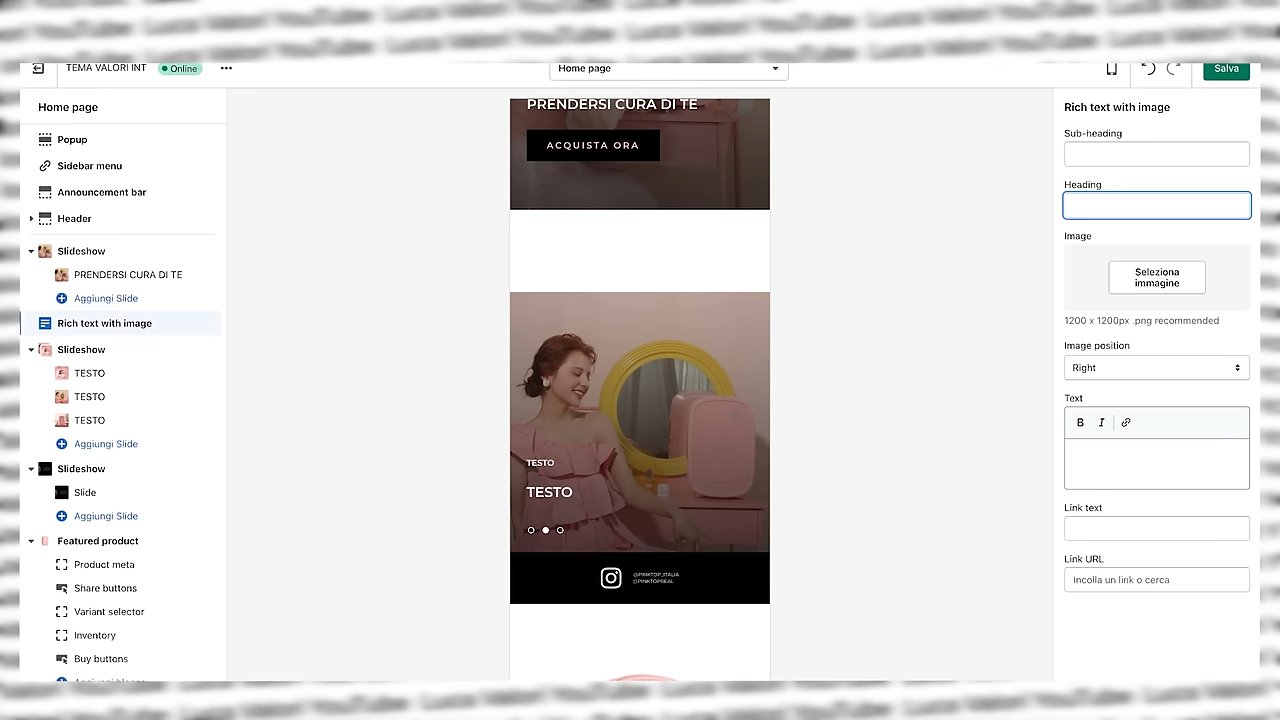 TEMA VALORI INT
Online
Home page
Salva
Home page
Popup
Sidebar menu
Announcement bar
Header
Slideshow
PRENDERSI CURA DI TE
Aggiungi Slide
Rich text with image
Slideshow
TESTO
TESTO
TESTO
Aggiungi Slide
Slideshow
Slide
Aggiungi Slide
Featured product
Product meta
Share buttons
Variant selector
Inventory
Buy buttons
PRENDERSI CURA DI TE
ACQUISTA ORA
TESTO
TESTO
@PINKTOP_ITALIA
@PINKTOPREAL
Rich text with image
Sub-heading
Heading
Image
Seleziona
immagine
1200 x 1200px .png recommended
Image position
Right
Text
B I
Link text
Link URL
Incolla un link o cerca